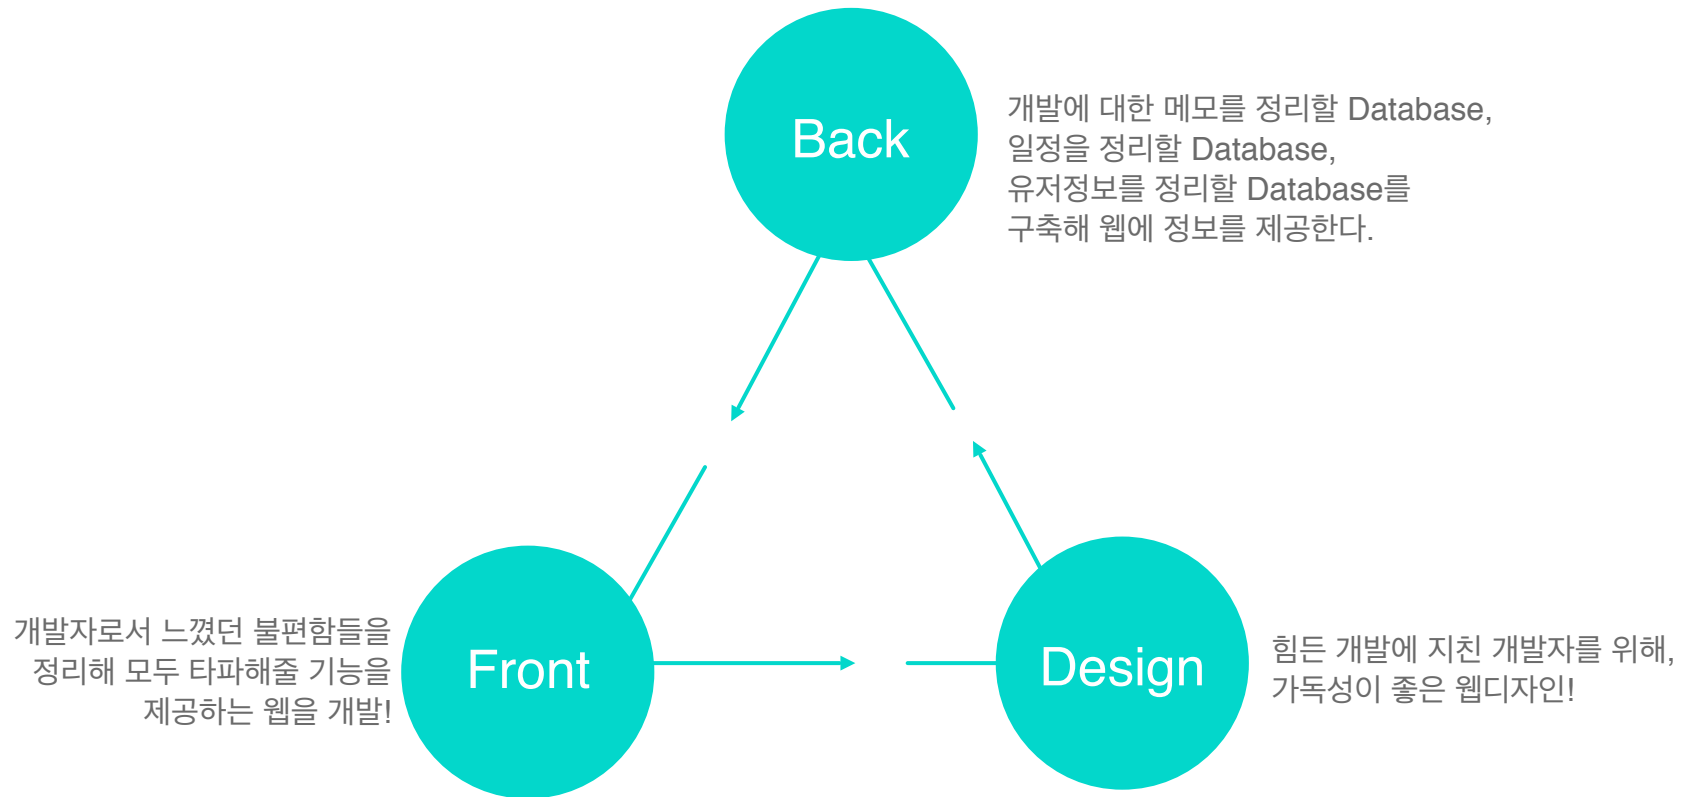 Back
개발에 대한 메모를 정리할 Database,
일정을 정리할 Database,
유저정보를 정리할 Database를
구축해 웹에 정보를 제공한다.
개발자로서 느꼈던 불편함들을
정리해 모두 타파해줄 기능을
제공하는 웹을 개발!
Front
Design
힘든 개발에 지친 개발자를 위해,
가독성이 좋은 웹디자인!